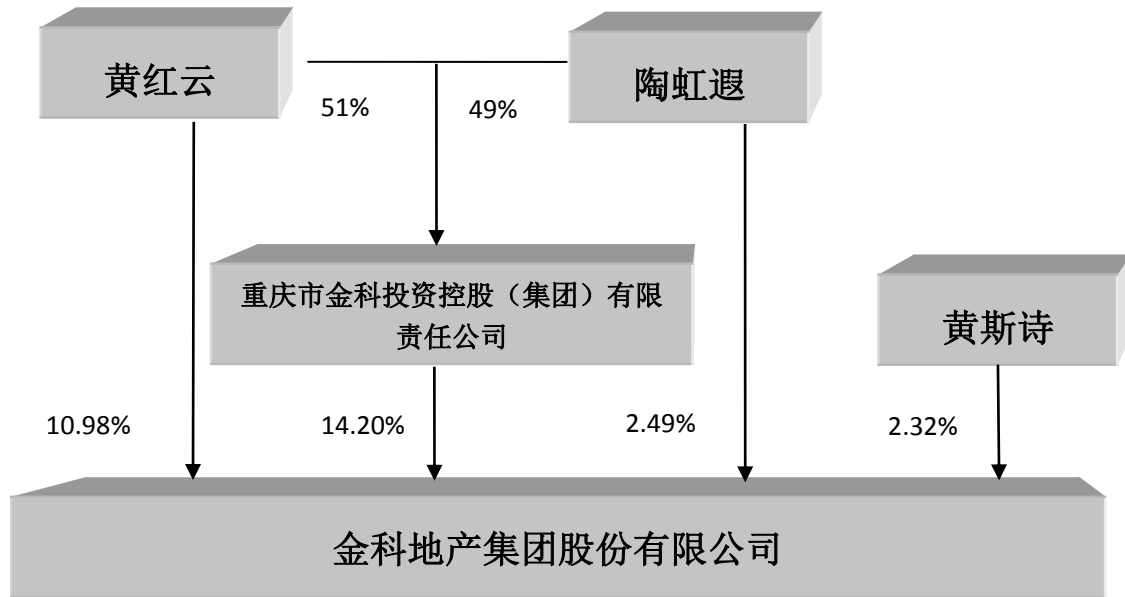 黄红云
陶虹遐
51%
49%
重庆市金科投资控股（集团）有限
责任公司
黄斯诗
10.98%
14.20%
2.49%
2.32%
金科地产集团股份有限公司